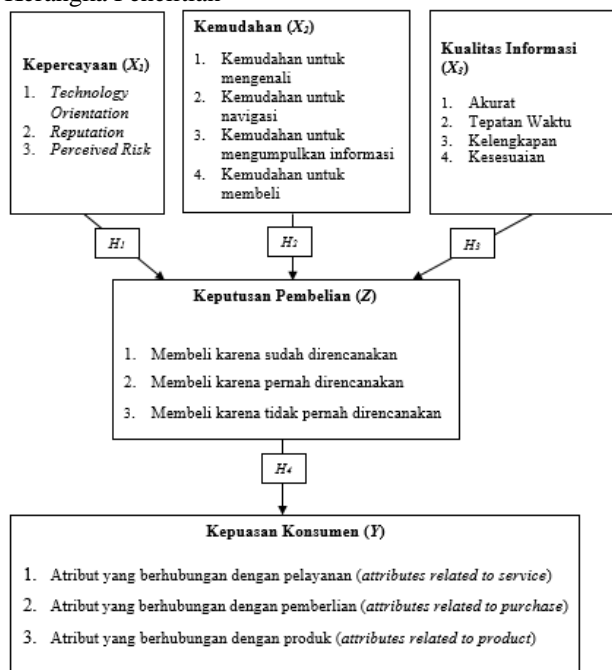 Kerangka Penelitian
Kepercayaan (X1)
1. Technology
Orientation
2. Reputation
3. Perceived Risk
Kemudahan (X2)
1. Kemudahan untuk
mengenali
2. Kemudahan untuk
navigasi
3. Kemudahan untuk
mengumpulkan informasi
4. Kemudahan untuk
membeli
Kualitas Informasi
(X3)
1. Akurat
2. Tepatan Waktu
3. Kelengkapan
4. Kesesuaian
H1
H2
H3
Keputusan Pembelian (Z)
1. Membeli karena sudah direncanakan
2. Membeli karena pernah direncanakan
3. Membeli karena tidak pernah direncanakan
H4
Kepuasan Konsumen (Y)
1. Atribut yang berhubungan dengan pelayanan (attributes related to service)
2. Atribut yang berhubungan dengan pemberlian (attributes related to purchase)
3. Atribut yang berhubungan dengan produk (attributes related to product)